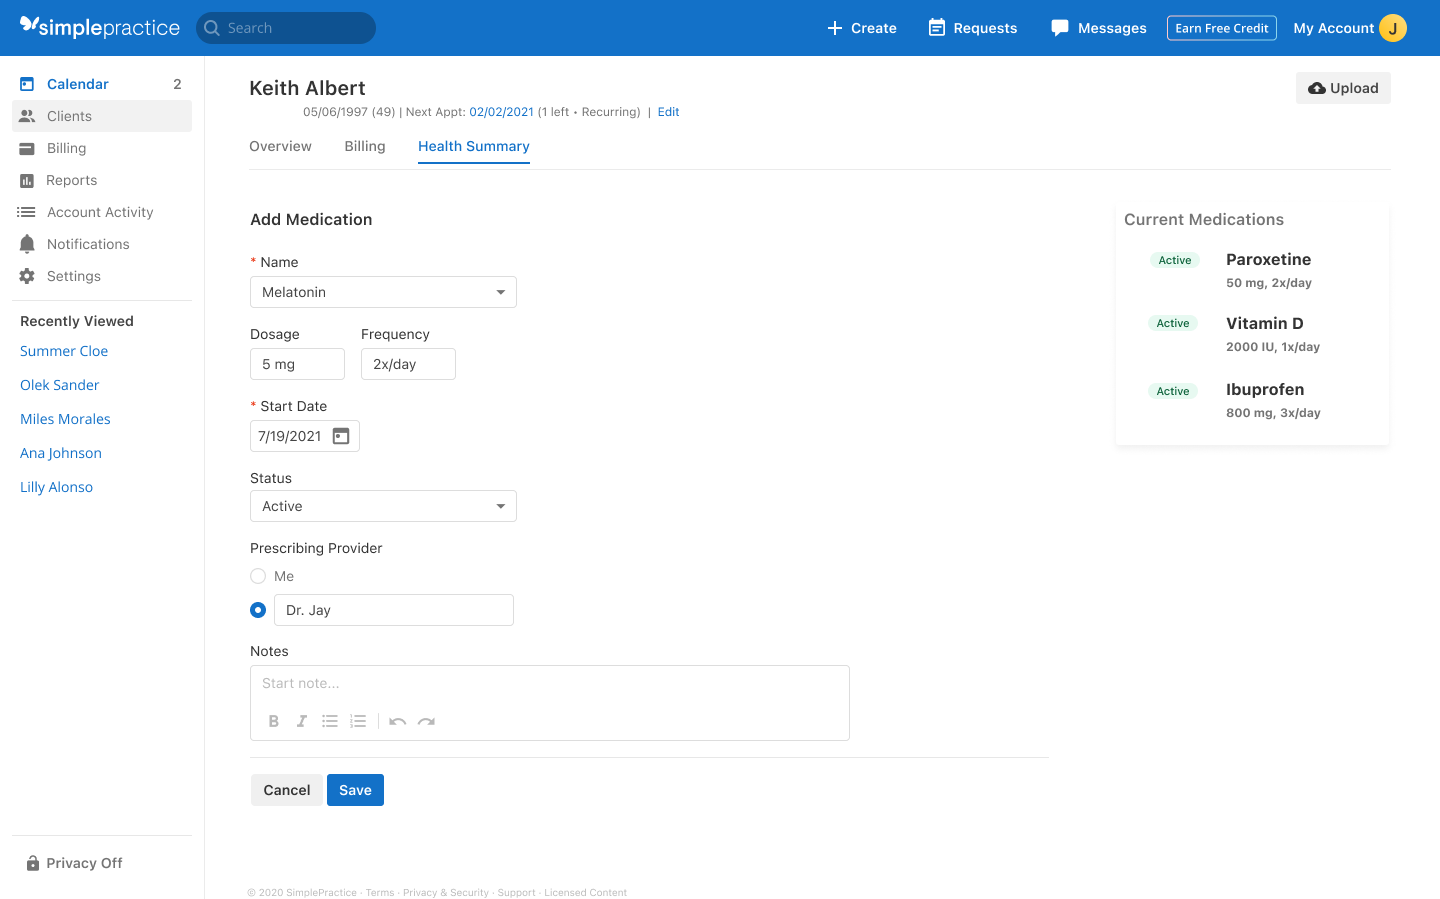 simplepractice Search Create Requests Messages Earn Free Credit My Account J
Calendar 2
Clients
Billing
Reports
Account Activity
Notifications
Settings
Recently Viewed
Summer Cloe
Olek Sander
Miles Morales
Ana Johnson
Lilly Alonso
Privacy Off
Keith Albert
Upload
05/06/1997 (49) | Next Appt: 02/02/2021 (1 left • Recurring) | Edit
Overview Billing Health Summary
Add Medication
* Name
Melatonin
Dosage Frequency
5 mg 2x/day
* Start Date
7/19/2021
Status
Active
Prescribing Provider
Me
Dr. Jay
Notes
Start note...
B I
Cancel Save
Current Medications
Active Paroxetine
50 mg, 2x/day
Active Vitamin D
2000 IU, 1x/day
Active Ibuprofen
800 mg, 3x/day
© 2020 SimplePractice · Terms · Privacy & Security · Support · Licensed Content